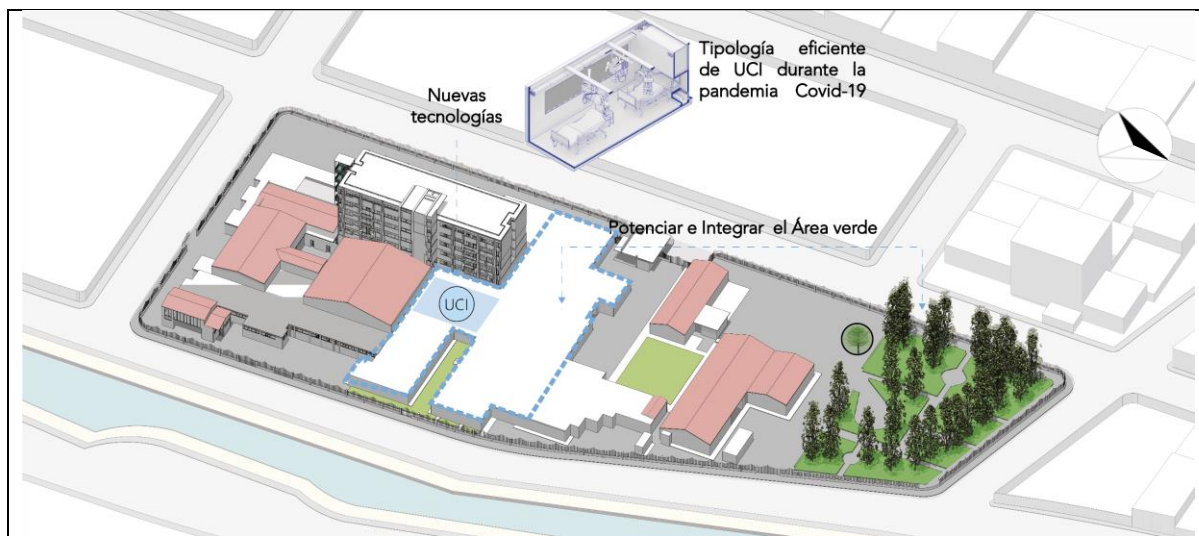 Tipología eficiente
de UCI durante la
pandemia Covid-19
Nuevas
tecnologías
Potenciar e Integrar el Área verde
UCI